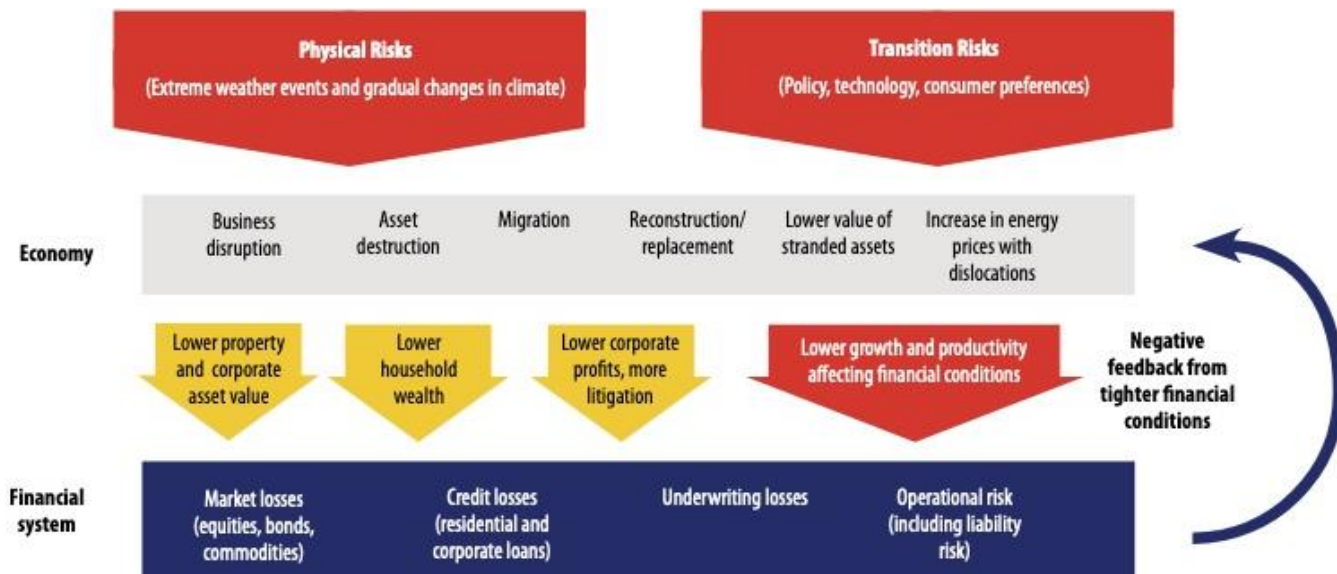 Physical Risks
(Extreme weather events and gradual changes in climate)
Transition Risks
(Policy, technology, consumer preferences)
Economy
Business
disruption
Asset
destruction
Migration
Reconstruction/
replacement
Lower value of
stranded assets
Increase in energy
prices with
dislocations
Lower property
and corporate
asset value
Lower
household
wealth
Lower corporate
profits, more
litigation
Lower growth and productivity
affecting financial conditions
Negative
feedback from
tighter financial
conditions
Financial
system
Market losses
(equities, bonds,
commodities)
Credit losses
(residential and
corporate loans)
Underwriting losses
Operational risk
(including liability
risk)